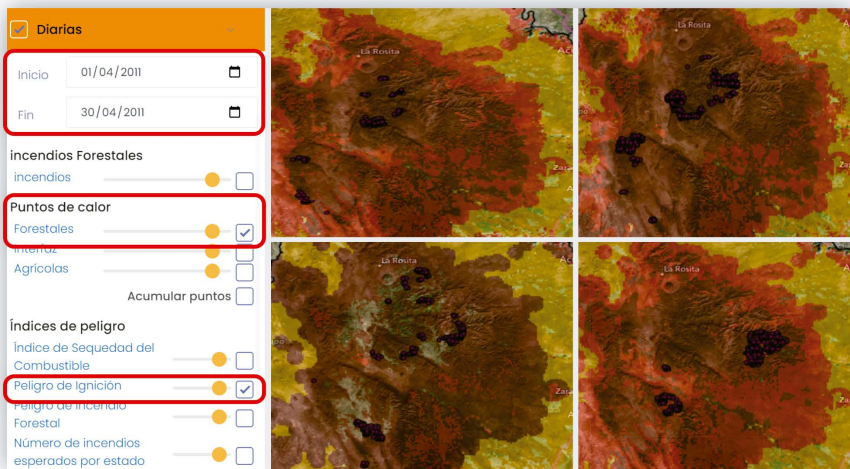 Diarias
Inicio 01/04/2011
Fin 30/04/2011
incendios Forestales
incendios
Puntos de calor
Forestales
Interfaz
Agrícolas
Acumular puntos
Índices de peligro
Índice de Sequedad del
Combustible
Peligro de Ignición
Peligro de Incendio
Forestal
Número de incendios
esperados por estado
La Rosita
La Rosita
La Rosita
La Rosita